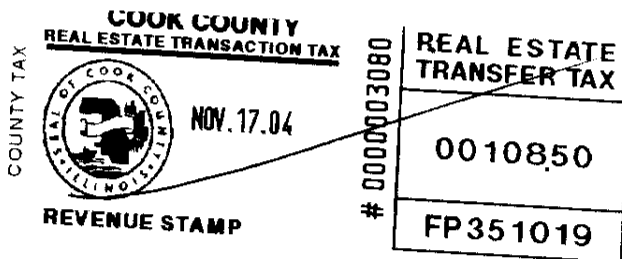 COOK COUNTY
REAL ESTATE TRANSACTION TAX
COUNTY TAX
SEAL OF COOK COUNTY
ILLINOIS
NOV.17.04
REVENUE STAMP
# 0000003080
REAL ESTATE
TRANSFER TAX
0010850
FP351019